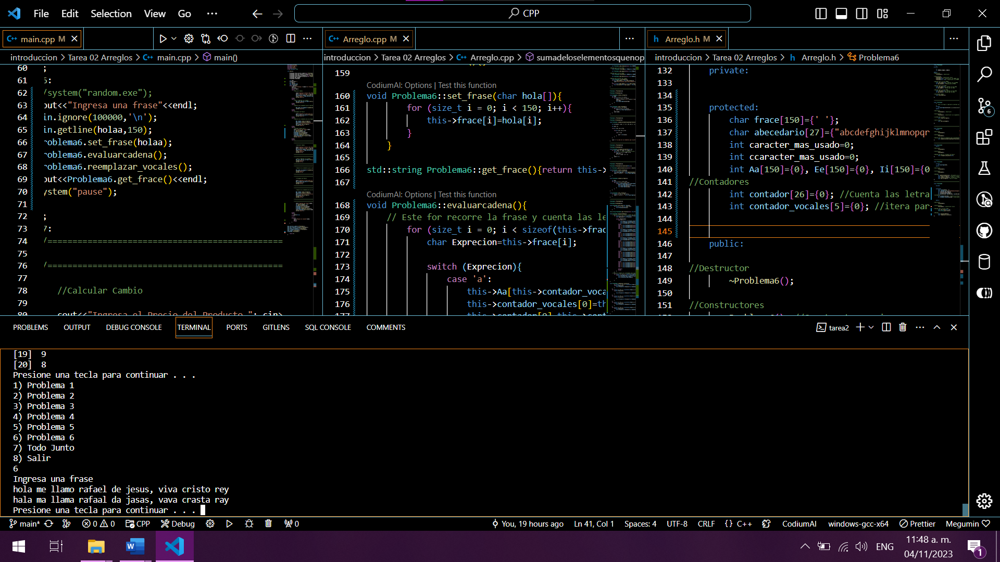 File Edit Selection View Go ··· CPP
main.cpp M
introduccion > Tarea 02 Arreglos > main.cpp > main()
60 ;
61 5:
62 /system("random.exe");
63 out<<"Ingresa una frase"<<endl;
64 in.ignore(100000,'\n');
65 in.getline(holaa,150);
66 roblema6.set_frase(holaa);
67 roblema6.evaluarcadena();
68 roblema6.reemplazar_vocales();
69 out<<Problema6.get_frace()<<endl;
70 ystem("pause");
71
72 ;
73 7:
74 /===============================================
75
76 /===============================================
77
78 //Calcular Cambio
79
80 cout<<"Ingresa el Precio del Producto "; cin>
Arreglo.cpp M
introduccion > Tarea 02 Arreglos > Arreglo.cpp > sumadeloselementosquenop
159
CodiumAI: Options | Test this function
160 void Problema6::set_frase(char hola[]){
161 for (size_t i = 0; i < 150; i++){
162 this->frace[i]=hola[i];
163 }
164 }
165
166 std::string Problema6::get_frace(){return this->
167
CodiumAI: Options | Test this function
168 void Problema6::evaluarcadena(){
169 // Este for recorre la frase y cuenta las le
170 for (size_t i = 0; i < sizeof(this->frac
171 char Exprecion=this->frace[i];
172
173 switch (Exprecion){
174 case 'a':
175 this->Aa[this->contador_voca
176 this->contador_vocales[0]=th
177 this->contador[0]=this->cont
Arreglo.h M
introduccion > Tarea 02 Arreglos > Arreglo.h > Problema6
132 private:
133
134
135 protected:
136 char frace[150]={' '};
137 char abecedario[27]={"abcdefghijklmnopqr
138 int caracter_mas_usado=0;
139 int ccaracter_mas_usado=0;
140 int Aa[150]={0}, Ee[150]={0}, Ii[150]={0
141 //Contadores
142 int contador[26]={0}; //Cuenta las letra
143 int contador_vocales[5]={0}; //itera par
144
145
146 public:
147
148 //Destructor
149 ~Problema6();
150
151 //Constructores
PROBLEMS OUTPUT DEBUG CONSOLE TERMINAL PORTS GITLENS SQL CONSOLE COMMENTS tarea2
[19] 9
[20] 8
Presione una tecla para continuar . . .
1) Problema 1
2) Problema 2
3) Problema 3
4) Problema 4
5) Problema 5
6) Problema 6
7) Todo Junto
8) Salir
6
Ingresa una frase
hola me llamo rafael de jesus, viva cristo rey
hala ma llama rafaal da jasas, vava crasta ray
Presione una tecla para continuar . . .
6
main* 0 0 CPP Debug 0 You, 19 hours ago Ln 41, Col 1 Spaces: 4 UTF-8 CRLF {} C++ CodiumAI windows-gcc-x64 Prettier Megumin
W ENG 11:48 a. m.
04/11/2023
1